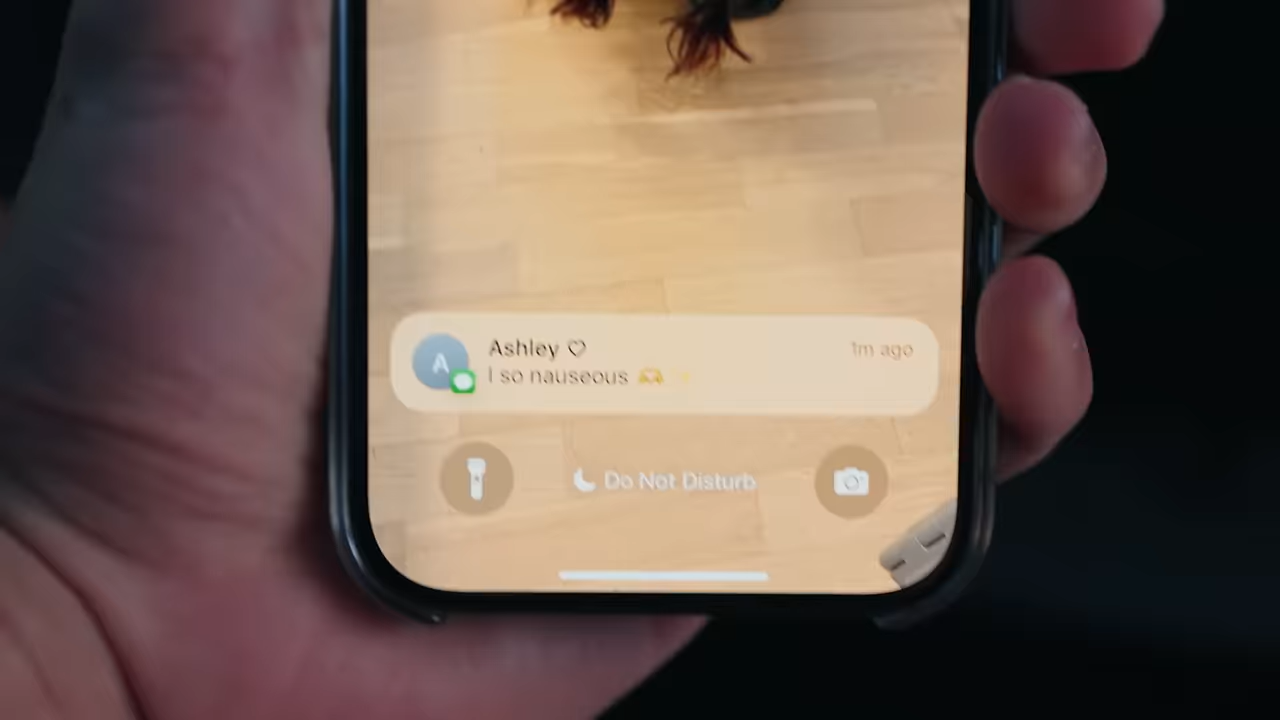 A
Ashley ♡
1m ago
I so nauseous 🫶✨
Do Not Disturb